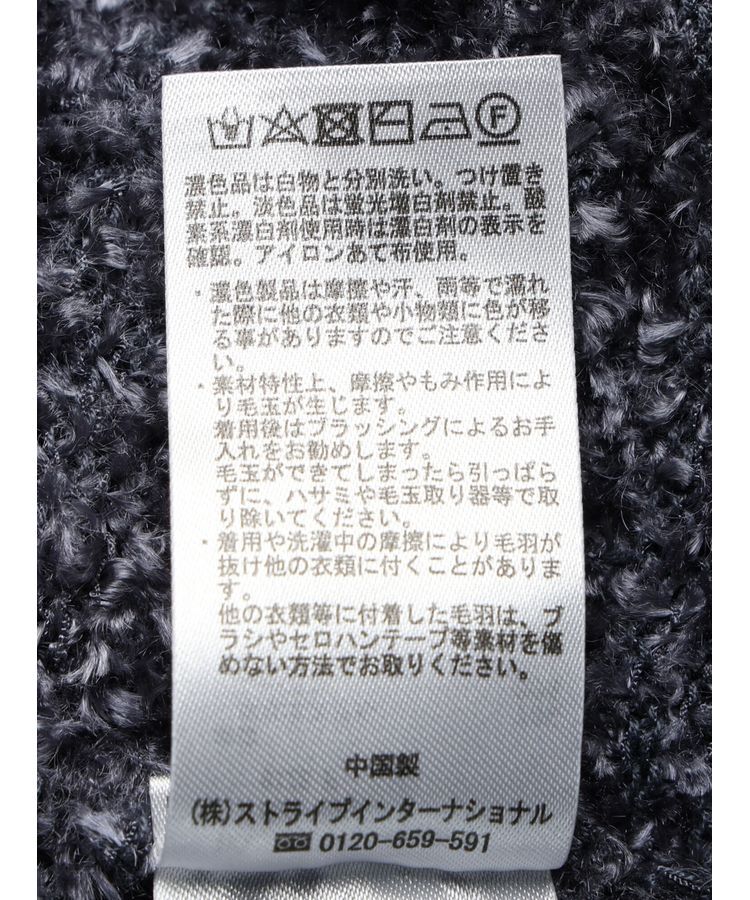 濃色品は白物と分別洗い。つけ置き
禁止。淡色品は蛍光増白剤禁止。酸
素系漂白剤使用時は漂白剤の表示を
確認。アイロンあて布使用。
・濃色製品は摩擦や汗、雨等で濡れ
た際に他の衣類や小物類に色が移
る事がありますのでご注意くださ
い。
・素材特性上、摩擦やもみ作用によ
り毛玉が生じます。
着用後はブラッシングによるお手
入れをお勧めします。
毛玉ができてしまったら引っぱら
ずに、ハサミや毛玉取り器等で取
り除いてください。
・着用や洗濯中の摩擦により毛羽が
抜け他の衣類に付くことがありま
す。
他の衣類等に付着した毛羽は、ブ
ラシやセロハンテープ等素材を傷
めない方法でお取りください。
中国製
(株)ストライプインターナショナル
0120-659-591